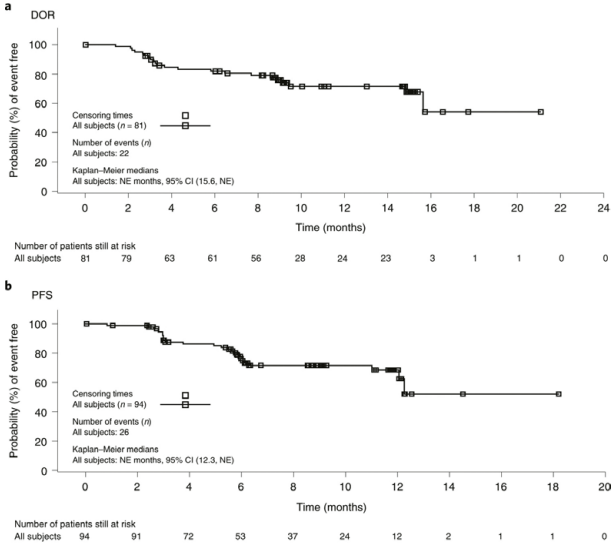 a
DOR
100
80
60
40
20
0
Probability (%) of event free
Censoring times
All subjects (n = 81)
Number of events (n)
All subjects: 22
Kaplan–Meier medians
All subjects: NE months, 95% CI (15.6, NE)
0 2 4 6 8 10 12 14 16 18 20 22 24
Time (months)
Number of patients still at risk
All subjects 81 79 63 61 56 28 24 23 3 1 1 0 0
b
PFS
100
80
60
40
20
0
Probability (%) of event free
Censoring times
All subjects (n = 94)
Number of events (n)
All subjects: 26
Kaplan–Meier medians
All subjects: NE months, 95% CI (12.3, NE)
0 2 4 6 8 10 12 14 16 18 20
Time (months)
Number of patients still at risk
All subjects 94 91 72 53 37 24 12 2 1 1 0